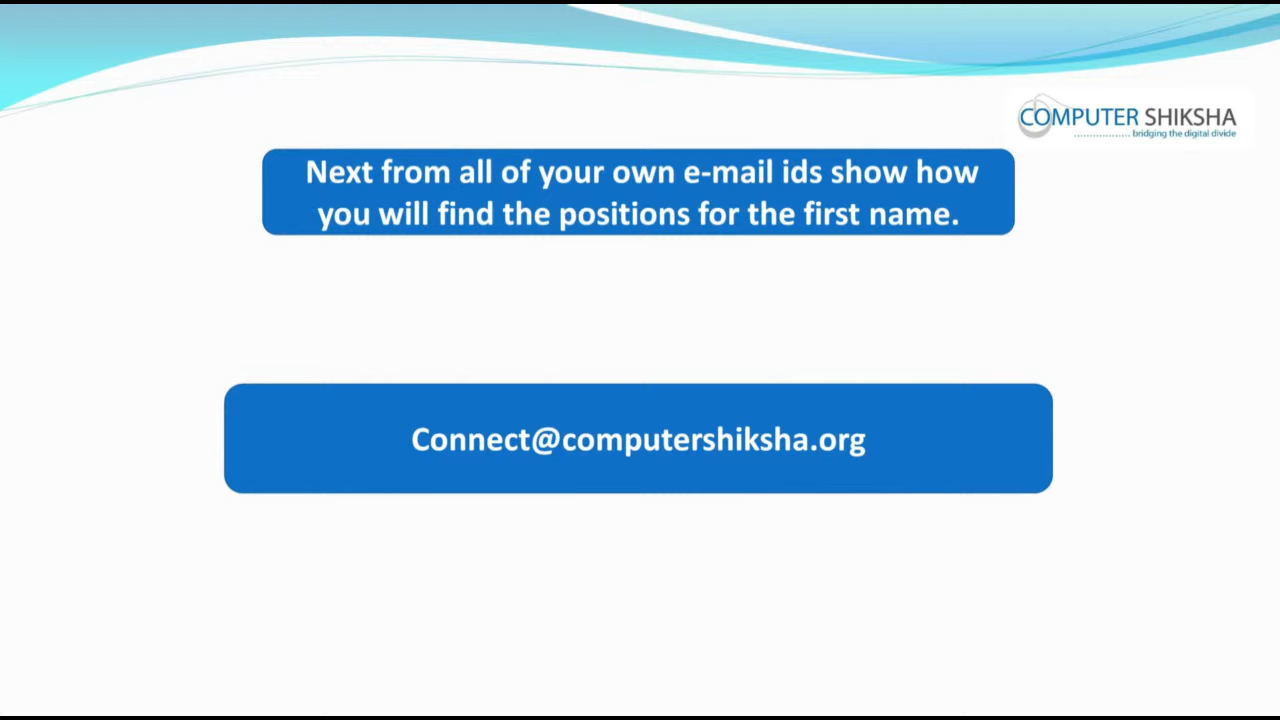 COMPUTER SHIKSHA
bridging the digital divide
Next from all of your own e-mail ids show how
you will find the positions for the first name.
Connect@computershiksha.org